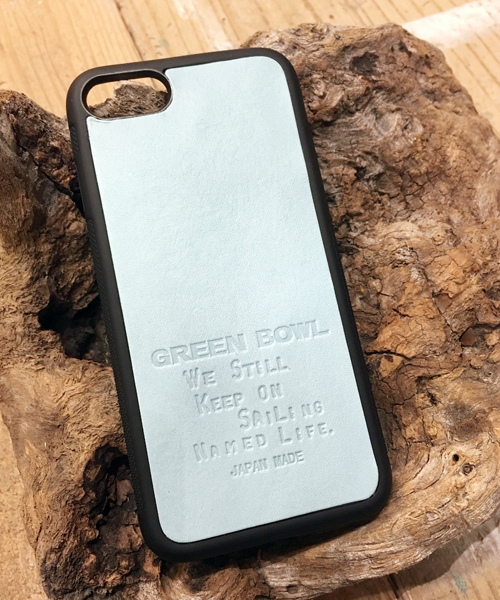 GREEN BOWL
WE STILL
KEEP ON
SAILING
NAMED LIFE.
JAPAN MADE